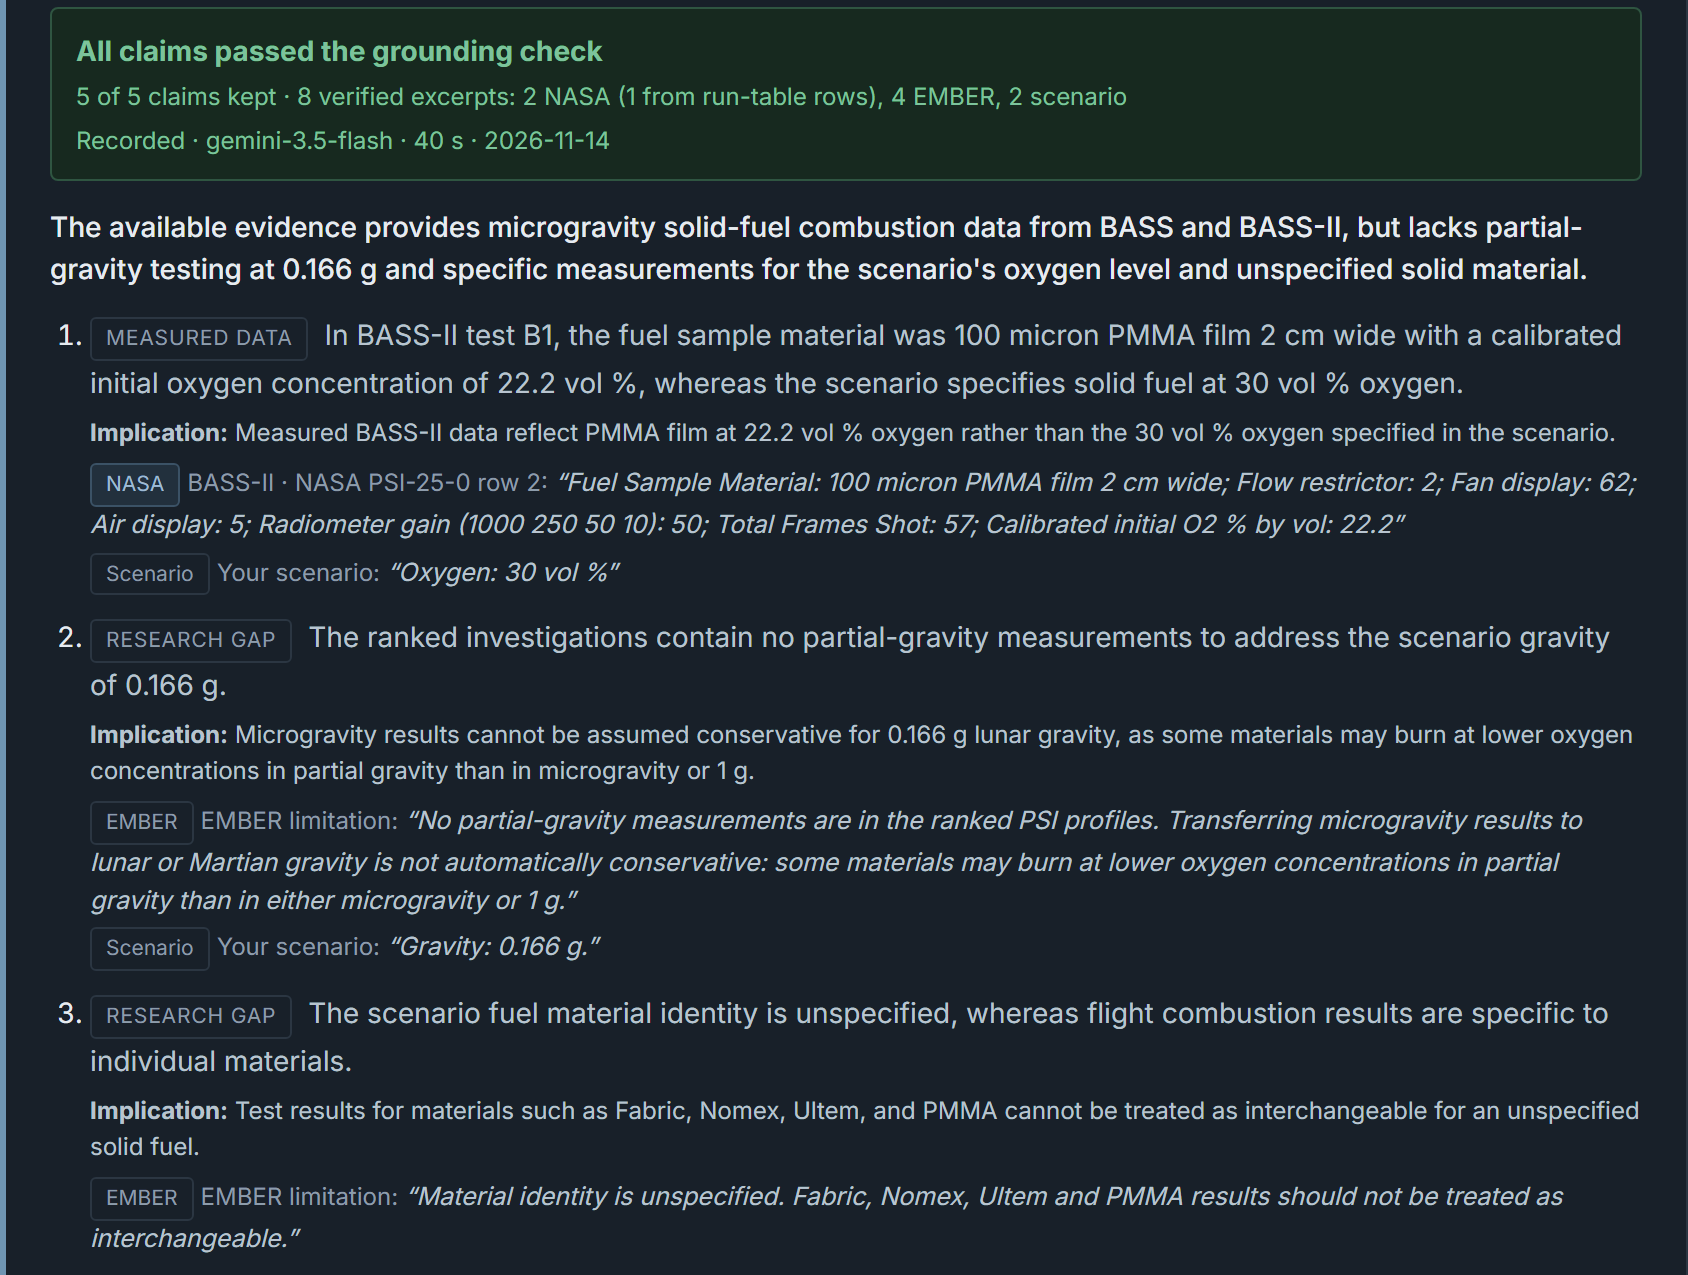 All claims passed the grounding check
5 of 5 claims kept · 8 verified excerpts: 2 NASA (1 from run-table rows), 4 EMBER, 2 scenario
Recorded · gemini-3.5-flash · 40 s · 2026-11-14
The available evidence provides microgravity solid-fuel combustion data from BASS and BASS-II, but lacks partial-
gravity testing at 0.166 g and specific measurements for the scenario's oxygen level and unspecified solid material.
1. MEASURED DATA In BASS-II test B1, the fuel sample material was 100 micron PMMA film 2 cm wide with a calibrated
initial oxygen concentration of 22.2 vol %, whereas the scenario specifies solid fuel at 30 vol % oxygen.
Implication: Measured BASS-II data reflect PMMA film at 22.2 vol % oxygen rather than the 30 vol % oxygen specified in the scenario.
NASA BASS-II · NASA PSI-25-0 row 2: “Fuel Sample Material: 100 micron PMMA film 2 cm wide; Flow restrictor: 2; Fan display: 62;
Air display: 5; Radiometer gain (1000 250 50 10): 50; Total Frames Shot: 57; Calibrated initial O2 % by vol: 22.2”
Scenario Your scenario: “Oxygen: 30 vol %”
2. RESEARCH GAP The ranked investigations contain no partial-gravity measurements to address the scenario gravity
of 0.166 g.
Implication: Microgravity results cannot be assumed conservative for 0.166 g lunar gravity, as some materials may burn at lower oxygen
concentrations in partial gravity than in microgravity or 1 g.
EMBER EMBER limitation: “No partial-gravity measurements are in the ranked PSI profiles. Transferring microgravity results to
lunar or Martian gravity is not automatically conservative: some materials may burn at lower oxygen concentrations in partial
gravity than in either microgravity or 1 g.”
Scenario Your scenario: “Gravity: 0.166 g.”
3. RESEARCH GAP The scenario fuel material identity is unspecified, whereas flight combustion results are specific to
individual materials.
Implication: Test results for materials such as Fabric, Nomex, Ultem, and PMMA cannot be treated as interchangeable for an unspecified
solid fuel.
EMBER EMBER limitation: “Material identity is unspecified. Fabric, Nomex, Ultem and PMMA results should not be treated as
interchangeable.”